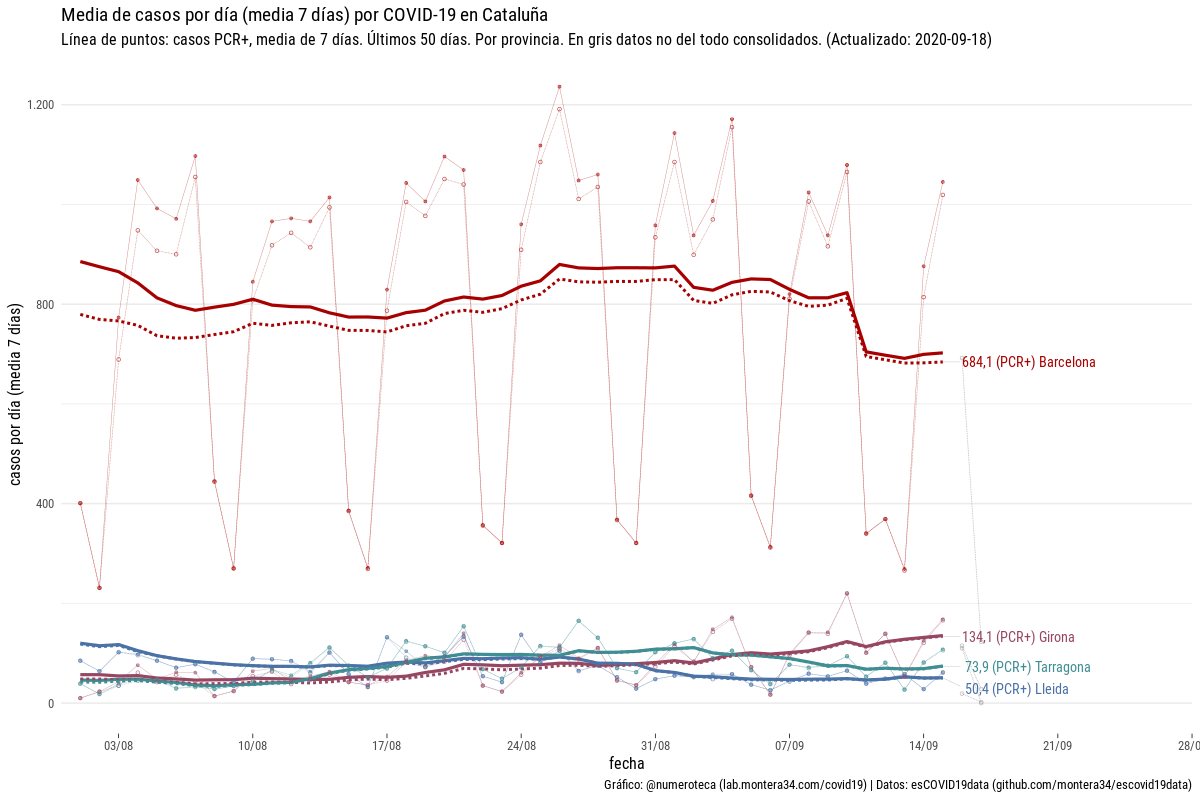 Media de casos por día (media 7 días) por COVID-19 en Cataluña
Línea de puntos: casos PCR+, media de 7 días. Últimos 50 días. Por provincia. En gris datos no del todo consolidados. (Actualizado: 2020-09-18)
casos por día (media 7 días)
1.200
800
400
0
684,1 (PCR+) Barcelona
134,1 (PCR+) Girona
73,9 (PCR+) Tarragona
50,4 (PCR+) Lleida
03/08
10/08
17/08
24/08
31/08
07/09
14/09
21/09
28/0
fecha
Gráfico: @numeroteca (lab.montera34.com/covid19) | Datos: esCOVID19data (github.com/montera34/escovid19data)